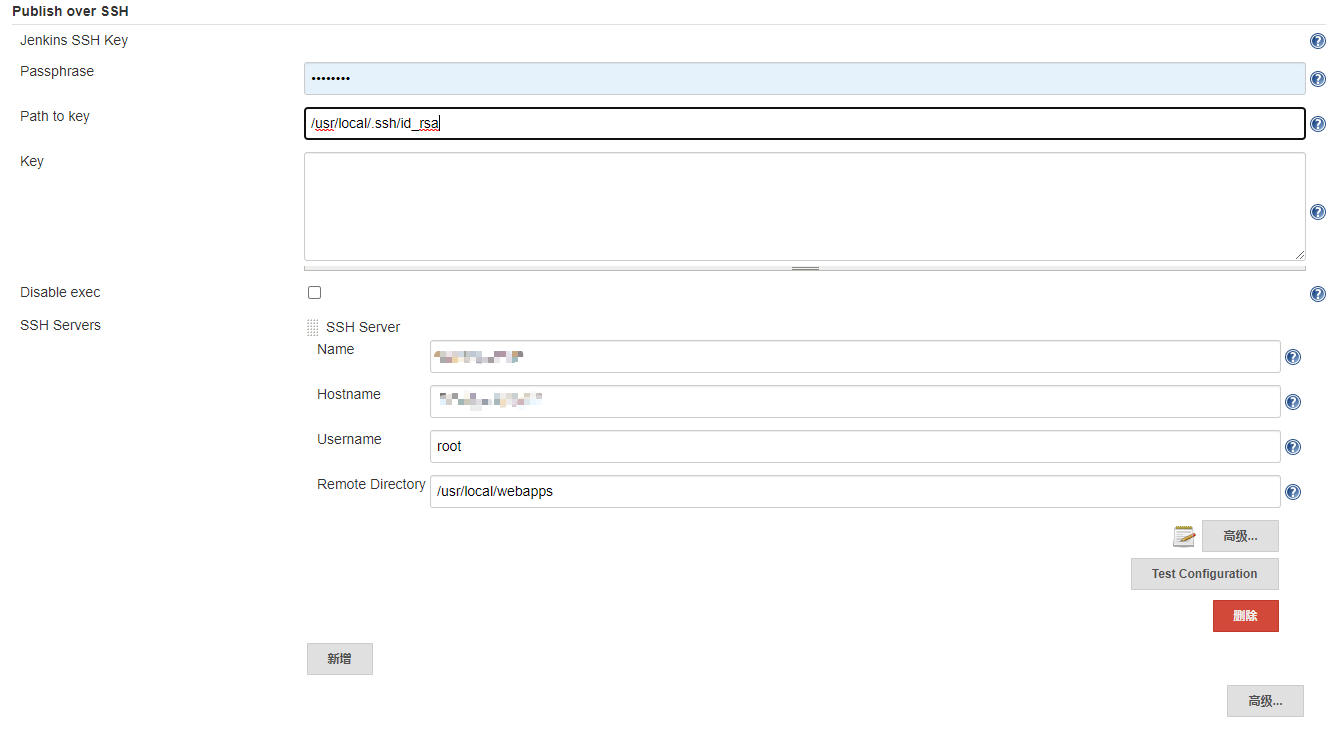 Publish over SSH
Jenkins SSH Key
Passphrase
••••••••
Path to key
/usr/local/.ssh/id_rsa
Key
Disable exec
SSH Servers
SSH Server
Name
Hostname
Username
root
Remote Directory
/usr/local/webapps
高级...
Test Configuration
删除
新增
高级...